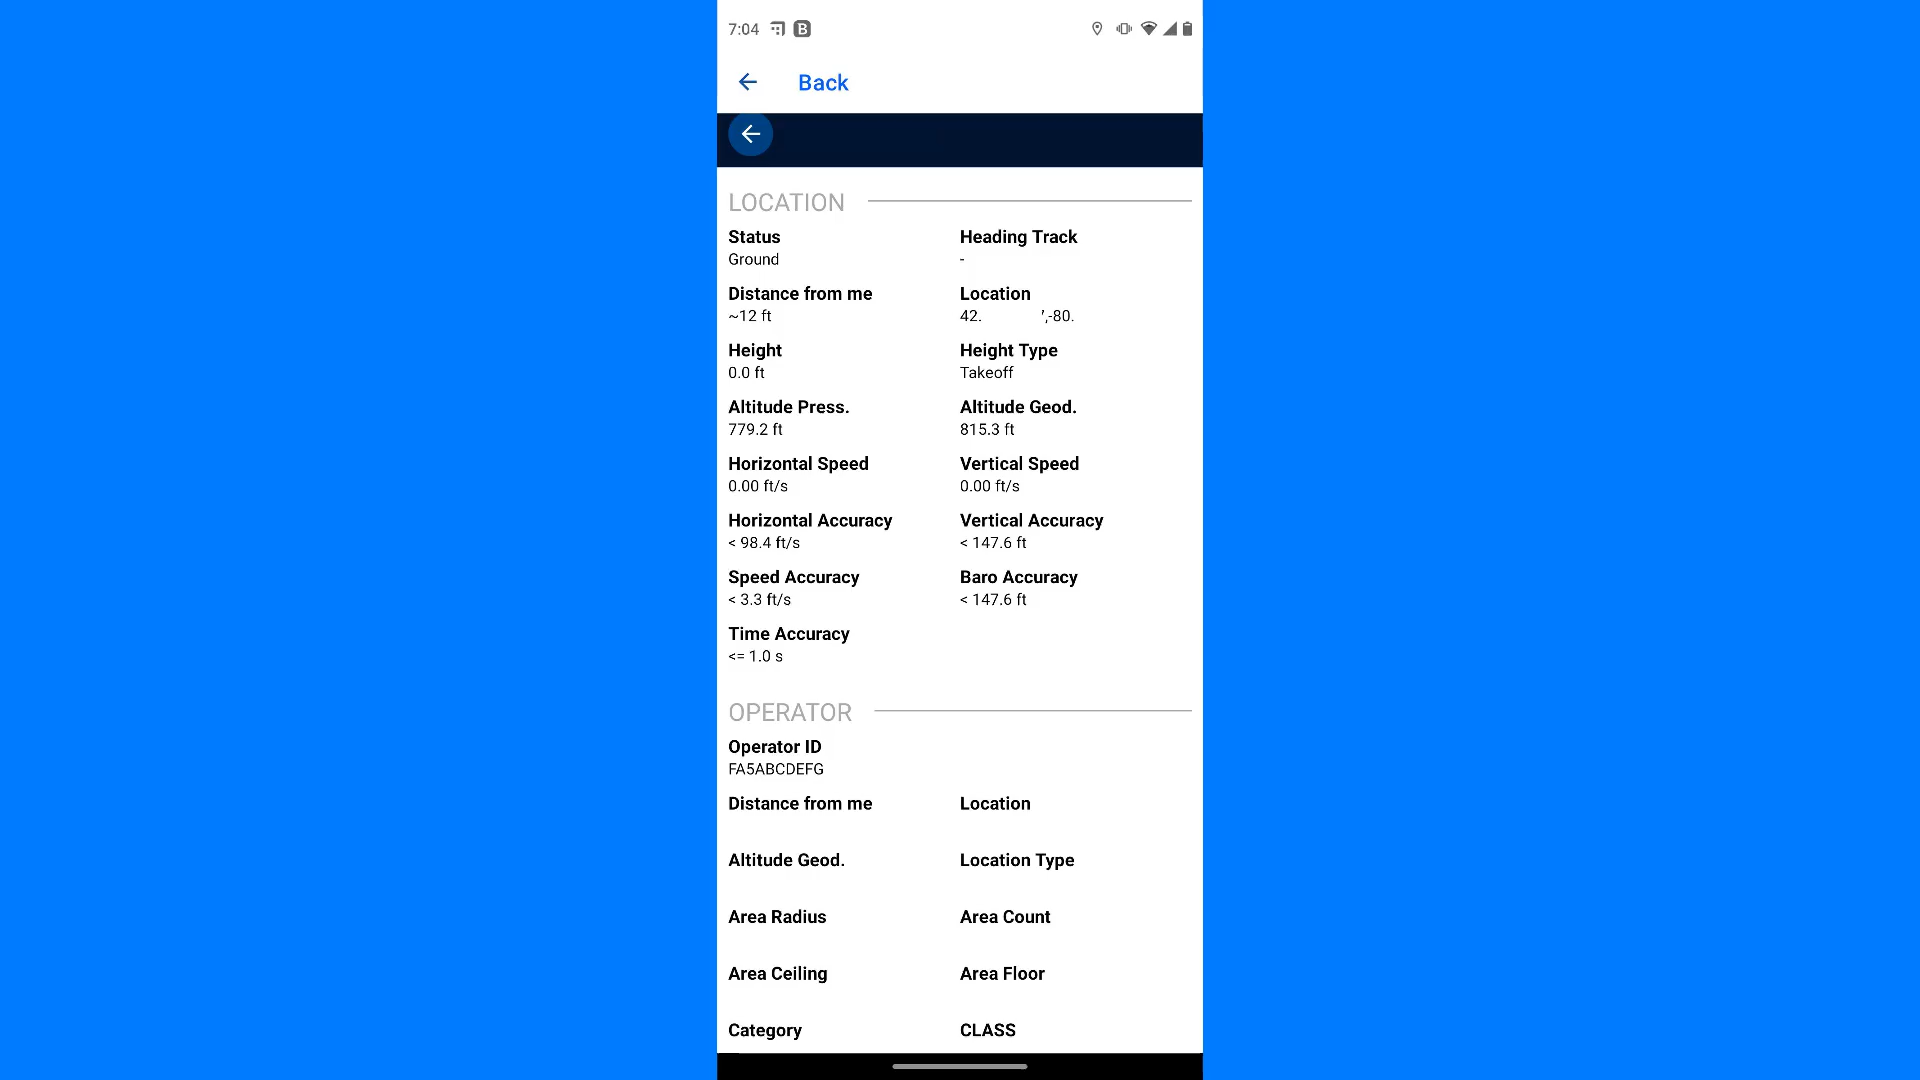 7:04
Back
LOCATION
Status Heading Track
Ground -
Distance from me Location
~12 ft 42. ',-80.
Height Height Type
0.0 ft Takeoff
Altitude Press. Altitude Geod.
779.2 ft 815.3 ft
Horizontal Speed Vertical Speed
0.00 ft/s 0.00 ft/s
Horizontal Accuracy Vertical Accuracy
< 98.4 ft/s < 147.6 ft
Speed Accuracy Baro Accuracy
< 3.3 ft/s < 147.6 ft
Time Accuracy
<= 1.0 s
OPERATOR
Operator ID
FA5ABCDEFG
Distance from me Location
Altitude Geod. Location Type
Area Radius Area Count
Area Ceiling Area Floor
Category CLASS